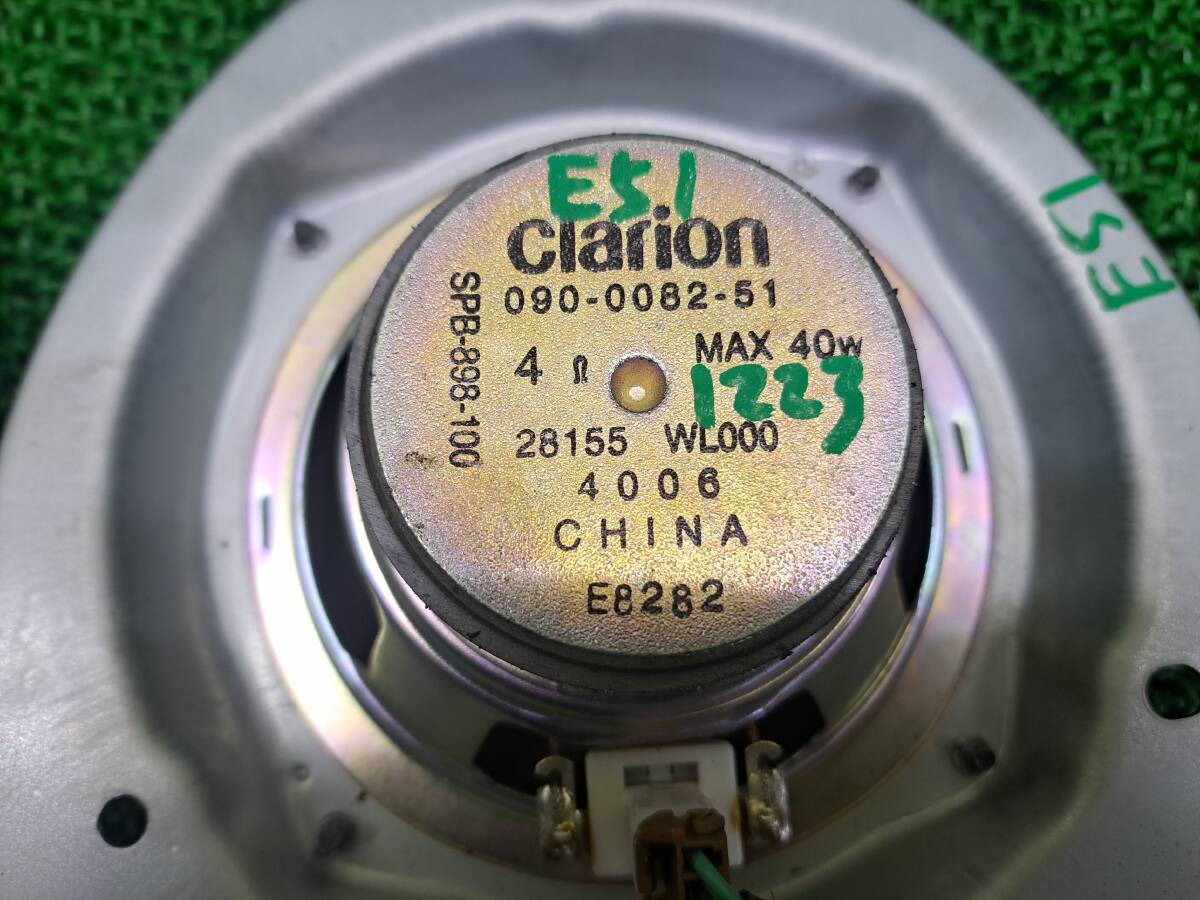 E51
clarion
090-0082-51
SPB-898-100
4 Ω
MAX 40w
1223
28155 WL000
4006
CHINA
E8282
E51